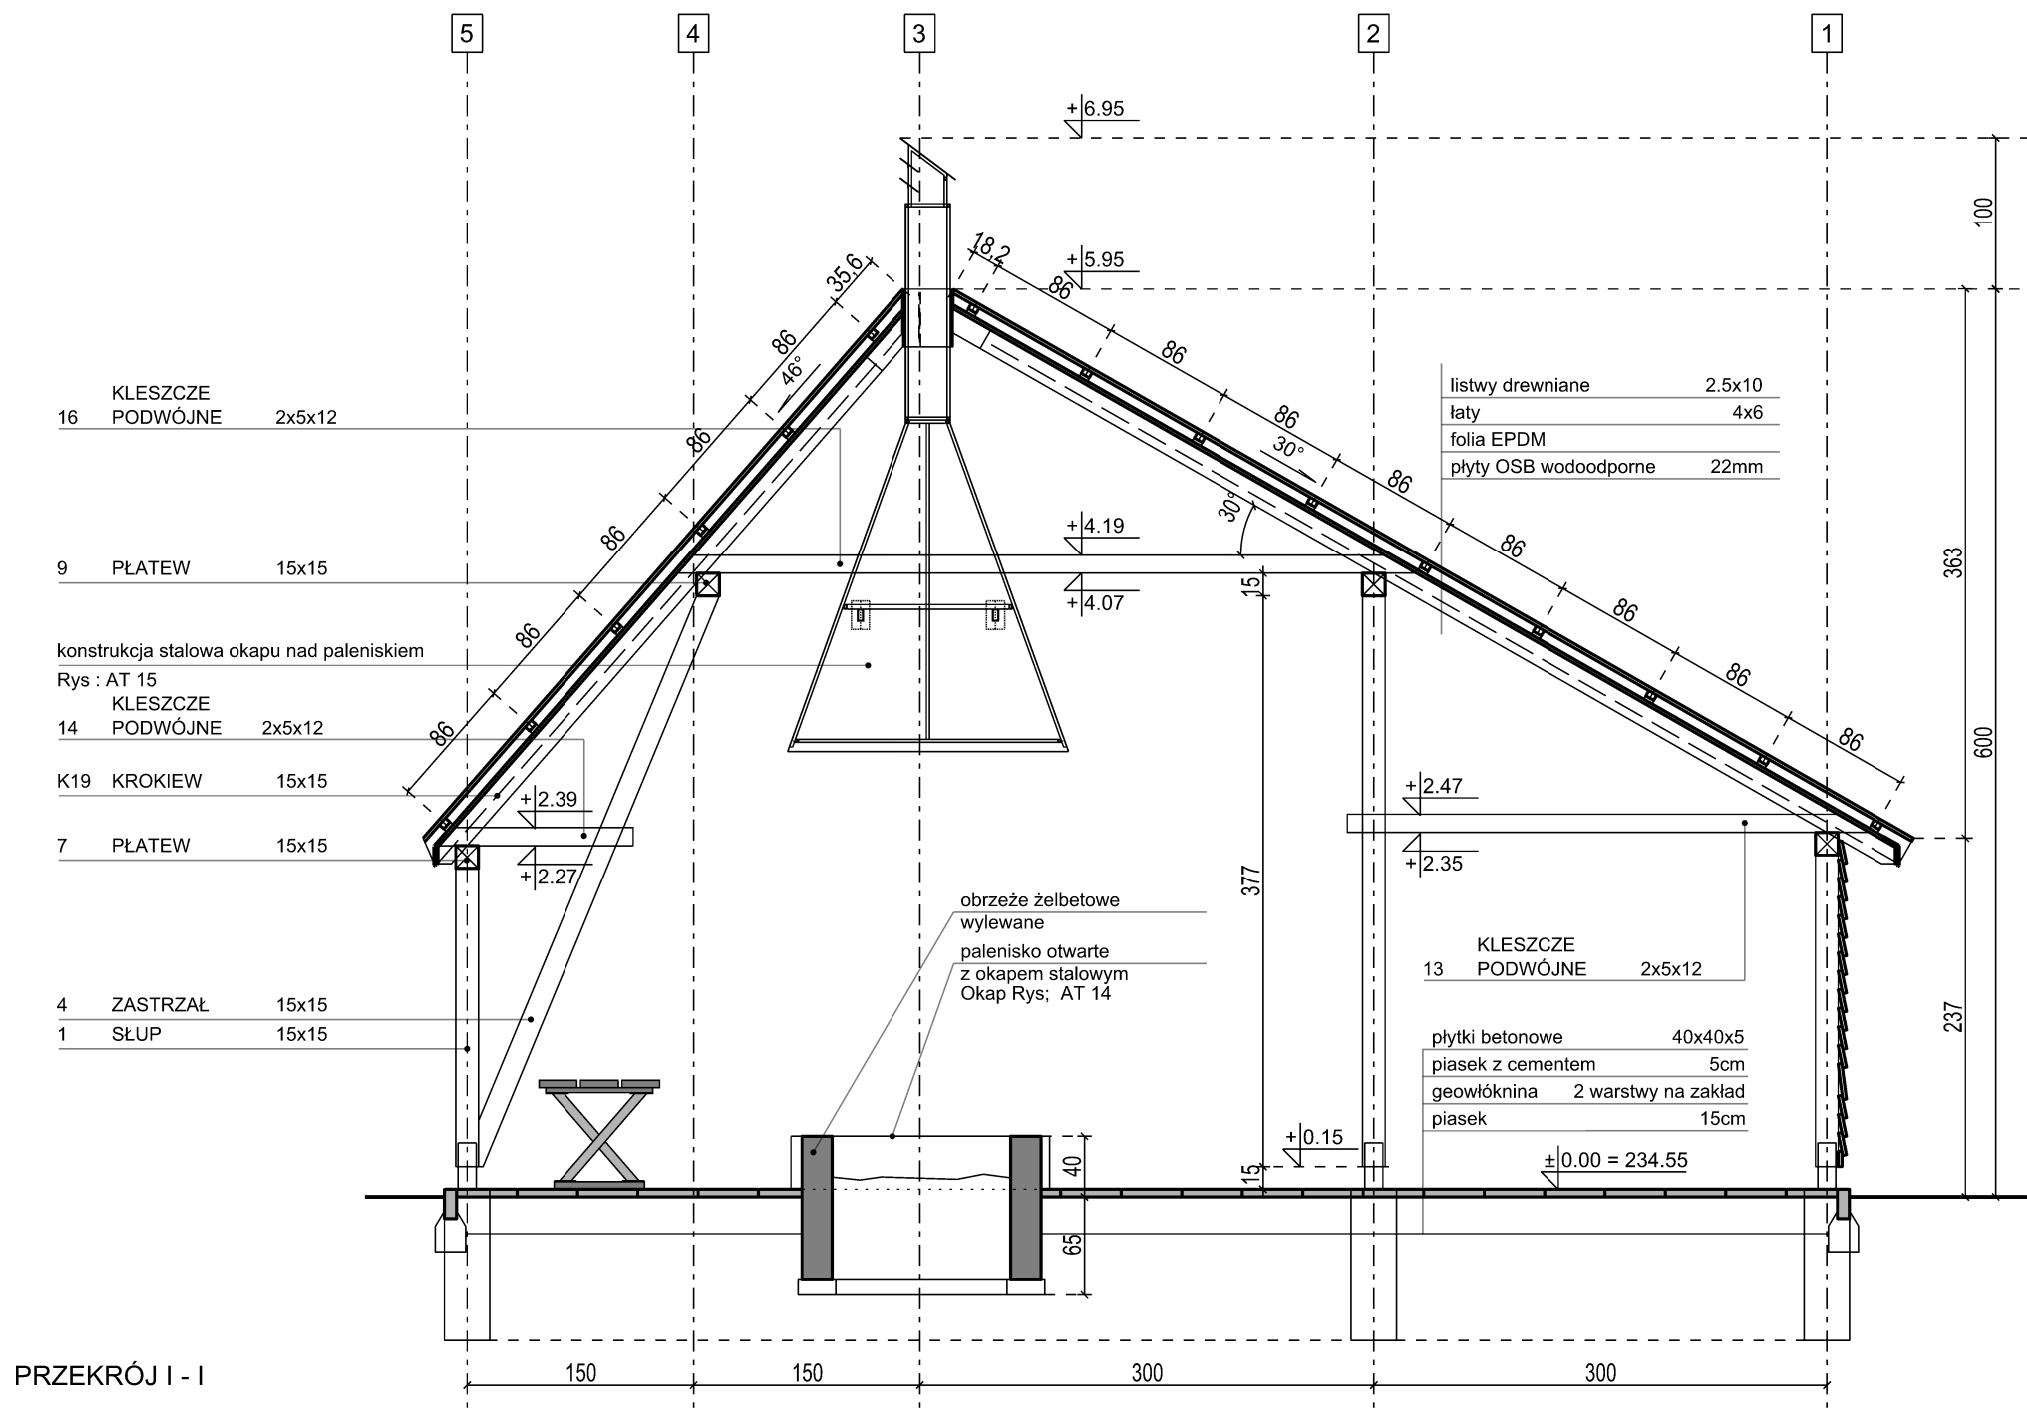 5 4 3 2 1
+6.95
100
18,2
+5.95
35,6
86
86
86
46°
86
KLESZCZE
16 PODWÓJNE 2x5x12
86
86
86
86
86
86
86
86
86
86
86
30°
30°
listwy drewniane 2.5x10
łaty 4x6
folia EPDM
płyty OSB wodoodporne 22mm
+4.19
+4.07
15
363
600
9 PŁATEW 15x15
konstrukcja stalowa okapu nad paleniskiem
Rys : AT 15
KLESZCZE
14 PODWÓJNE 2x5x12
K19 KROKIEW 15x15
+2.39
+2.47
7 PŁATEW 15x15
+2.27
+2.35
377
obrzeże żelbetowe
wylewane
palenisko otwarte
z okapem stalowym
Okap Rys; AT 14
KLESZCZE
13 PODWÓJNE 2x5x12
4 ZASTRZAŁ 15x15
1 SŁUP 15x15
237
płytki betonowe 40x40x5
piasek z cementem 5cm
geowłóknina 2 warstwy na zakład
piasek 15cm
+0.15
40
15
± 0.00 = 234.55
65
PRZEKRÓJ I - I
150 150 300 300